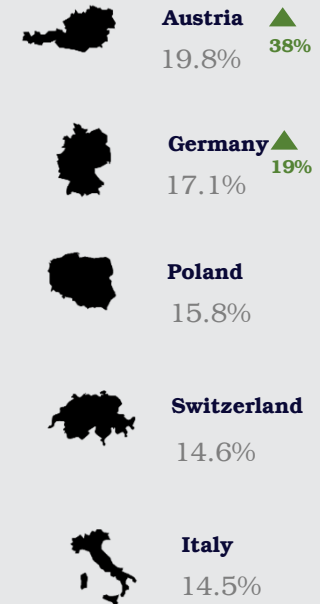 Austria
38%
19.8%
Germany
19%
17.1%
Poland
15.8%
Switzerland
14.6%
Italy
14.5%